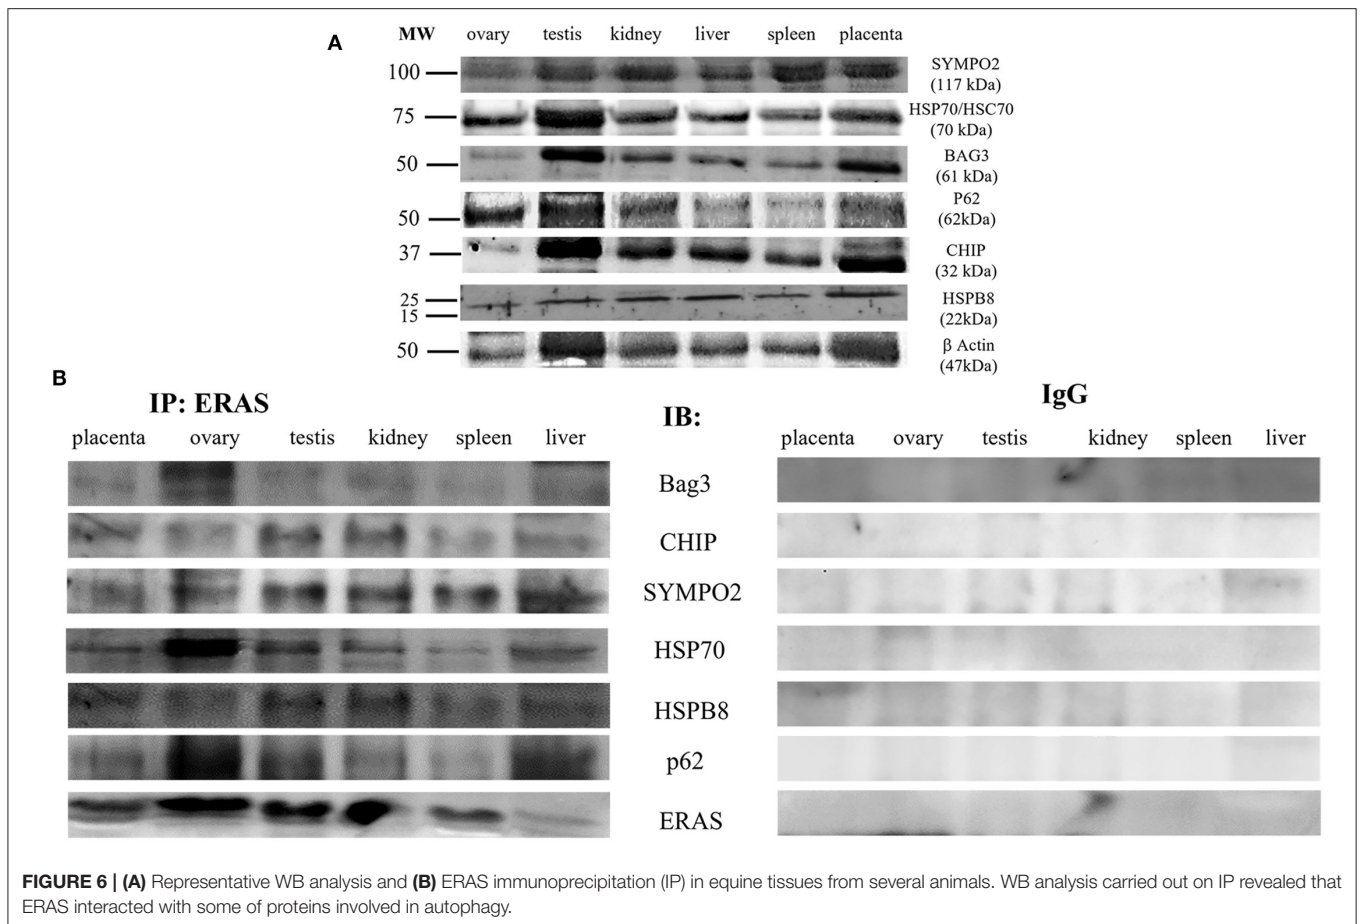 A
MW ovary testis kidney liver spleen placenta
100
SYMPO2
(117 kDa)
75
HSP70/HSC70
(70 kDa)
50
BAG3
(61 kDa)
50
P62
(62kDa)
37
CHIP
(32 kDa)
25
15
HSPB8
(22kDa)
50
β Actin
(47kDa)
B
IP: ERAS
IB:
IgG
placenta ovary testis kidney spleen liver
placenta ovary testis kidney spleen liver
Bag3
CHIP
SYMPO2
HSP70
HSPB8
p62
ERAS
FIGURE 6 | (A) Representative WB analysis and (B) ERAS immunoprecipitation (IP) in equine tissues from several animals. WB analysis carried out on IP revealed that
ERAS interacted with some of proteins involved in autophagy.